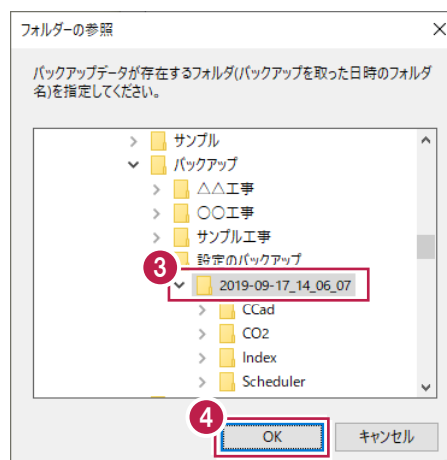 フォルダーの参照
バックアップデータが存在するフォルダ(バックアップを取った日時のフォルダ
名)を指定してください。
サンプル
バックアップ
△△工事
〇〇工事
サンプル工事
設定のバックアップ
3
2019-09-17_14_06_07
CCad
CO2
Index
Scheduler
4
OK
キャンセル